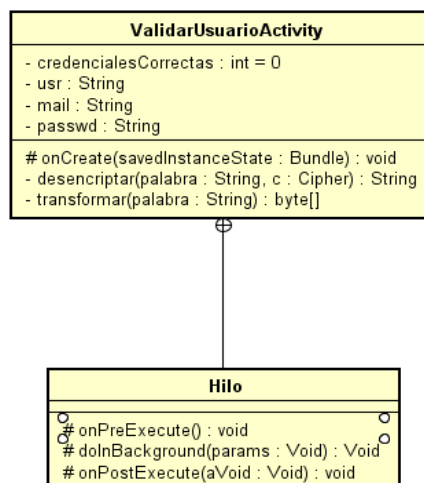 ValidarUsuarioActivity
- credencialesCorrectas : int = 0
- usr : String
- mail : String
- passwd : String
# onCreate(savedInstanceState : Bundle) : void
- desencriptar(palabra : String, c : Cipher) : String
- transformar(palabra : String) : byte[]
Hilo
# onPreExecute() : void
# doInBackground(params : Void) : Void
# onPostExecute(aVoid : Void) : void